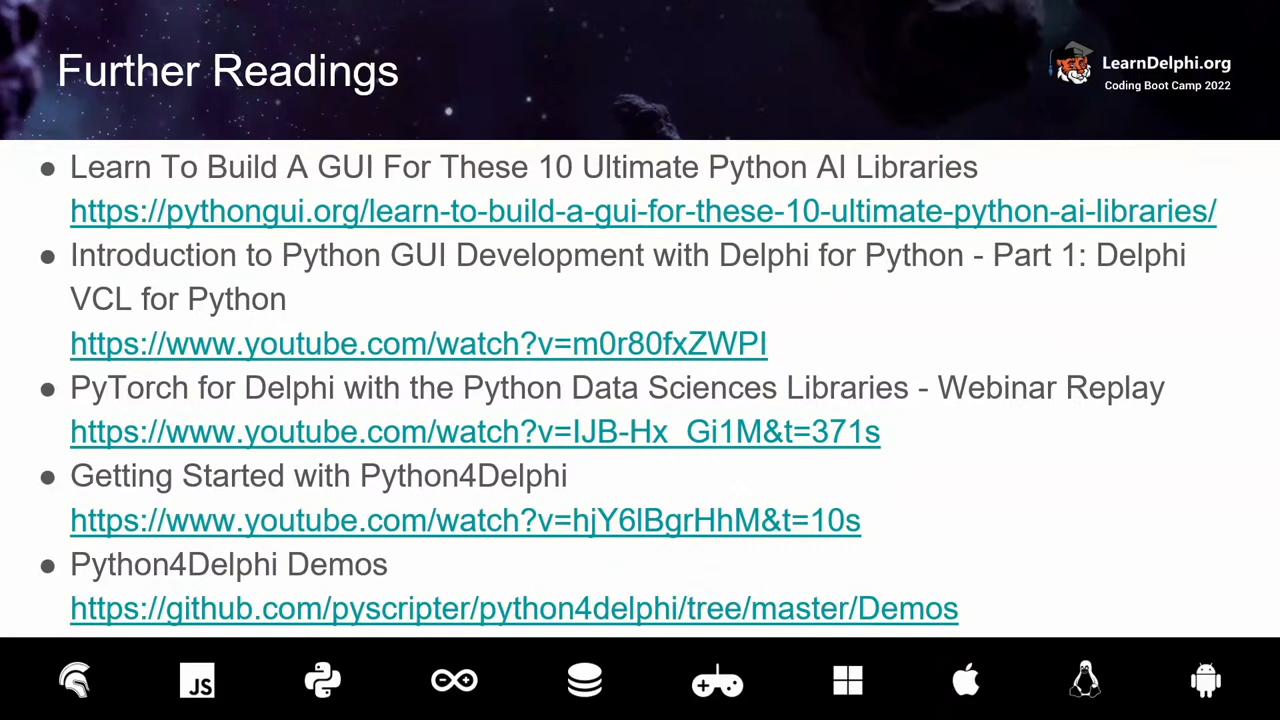 Further Readings
LearnDelphi.org
Coding Boot Camp 2022
● Learn To Build A GUI For These 10 Ultimate Python AI Libraries
https://pythongui.org/learn-to-build-a-gui-for-these-10-ultimate-python-ai-libraries/
● Introduction to Python GUI Development with Delphi for Python - Part 1: Delphi
VCL for Python
https://www.youtube.com/watch?v=m0r80fxZWPI
● PyTorch for Delphi with the Python Data Sciences Libraries - Webinar Replay
https://www.youtube.com/watch?v=IJB-Hx_Gi1M&t=371s
● Getting Started with Python4Delphi
https://www.youtube.com/watch?v=hjY6lBgrHhM&t=10s
● Python4Delphi Demos
https://github.com/pyscripter/python4delphi/tree/master/Demos
JS